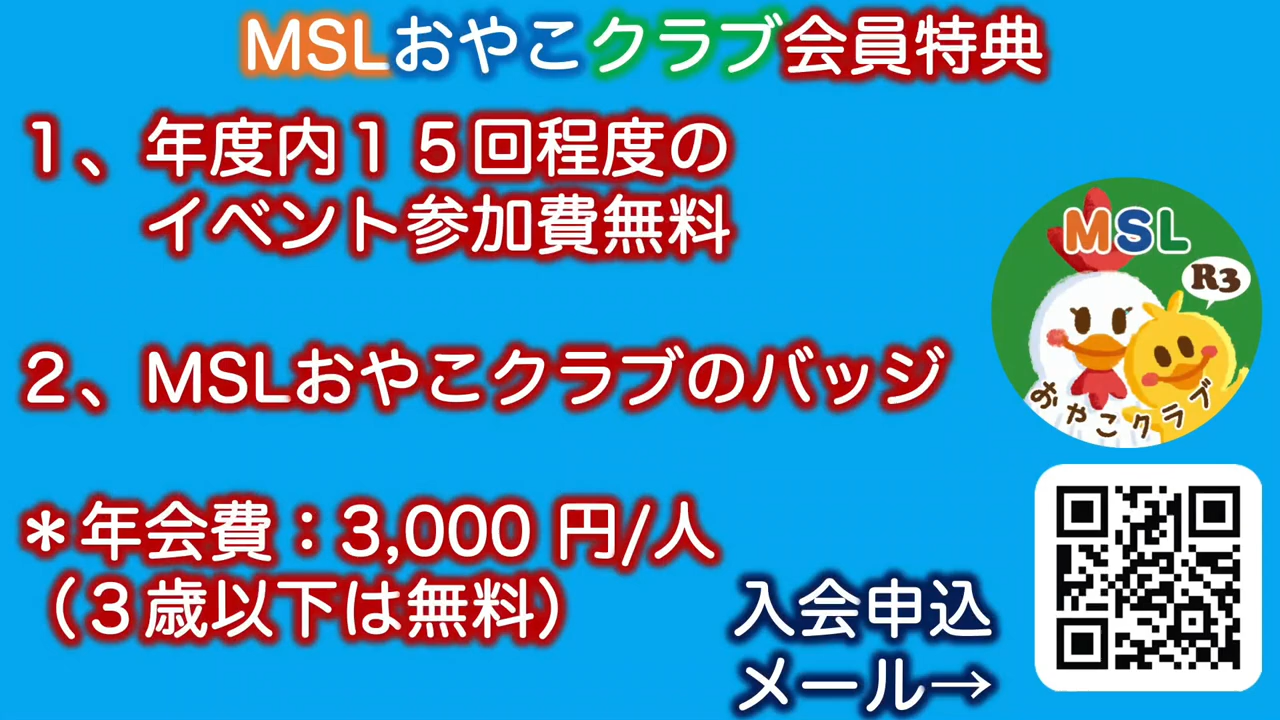 MSLおやこクラブ会員特典
１、年度内１５回程度の
イベント参加費無料
MSL
R3
おやこクラブ
２、MSLおやこクラブのバッジ
＊年会費：3,000 円/人
（３歳以下は無料）
入会申込
メール→